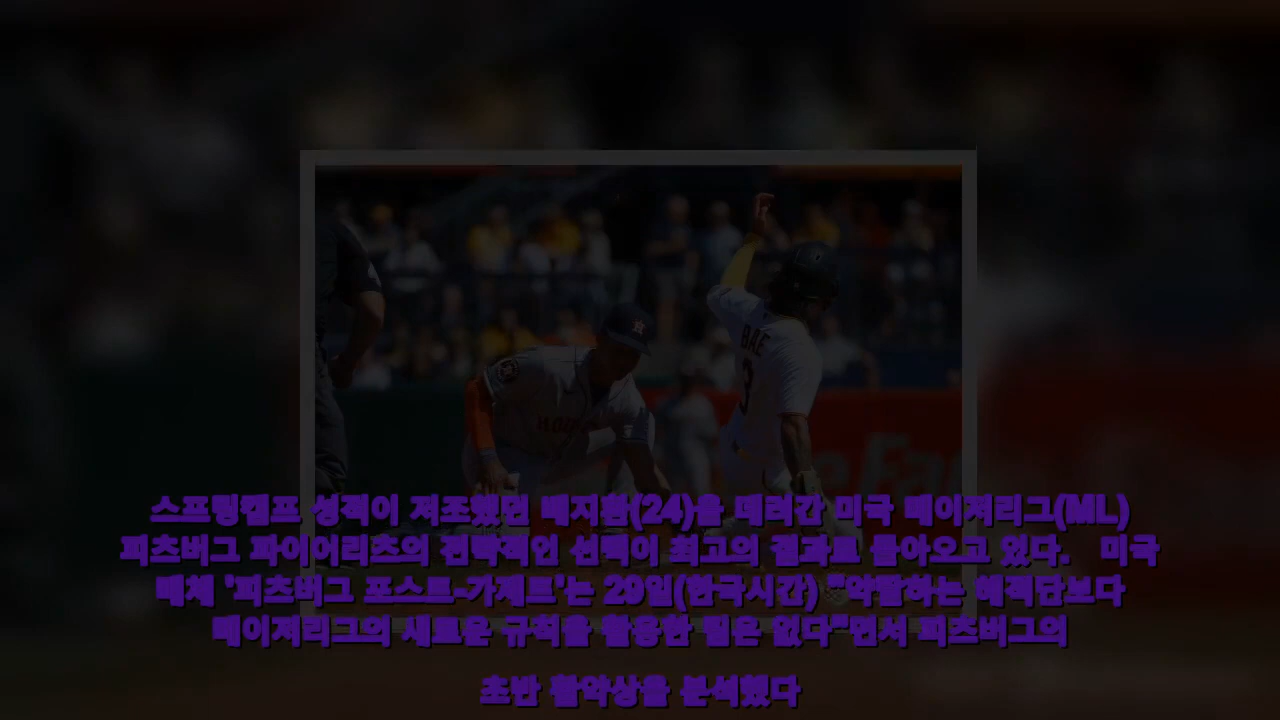 BAE
3
스프링캠프 성적이 저조했던 배지환(24)을 데려간 미국 메이저리그(ML)
피츠버그 파이어리츠의 전략적인 선택이 최고의 결과로 돌아오고 있다. 미국
매체 '피츠버그 포스트-가제트'는 29일(한국시간) "약탈하는 해적단보다
메이저리그의 새로운 규칙을 활용한 팀은 없다"면서 피츠버그의
초반 활약상을 분석했다